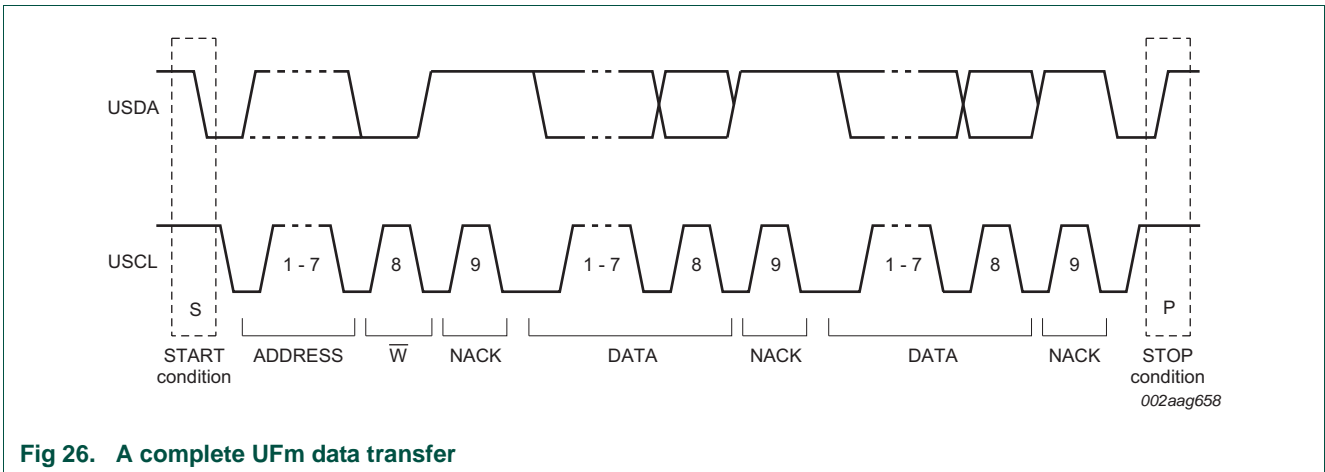 USDA
USCL
1 - 7 8 9 1 - 7 8 9 1 - 7 8 9
S P
START condition ADDRESS W̅ NACK DATA NACK DATA NACK STOP condition
002aag658
Fig 26. A complete UFm data transfer